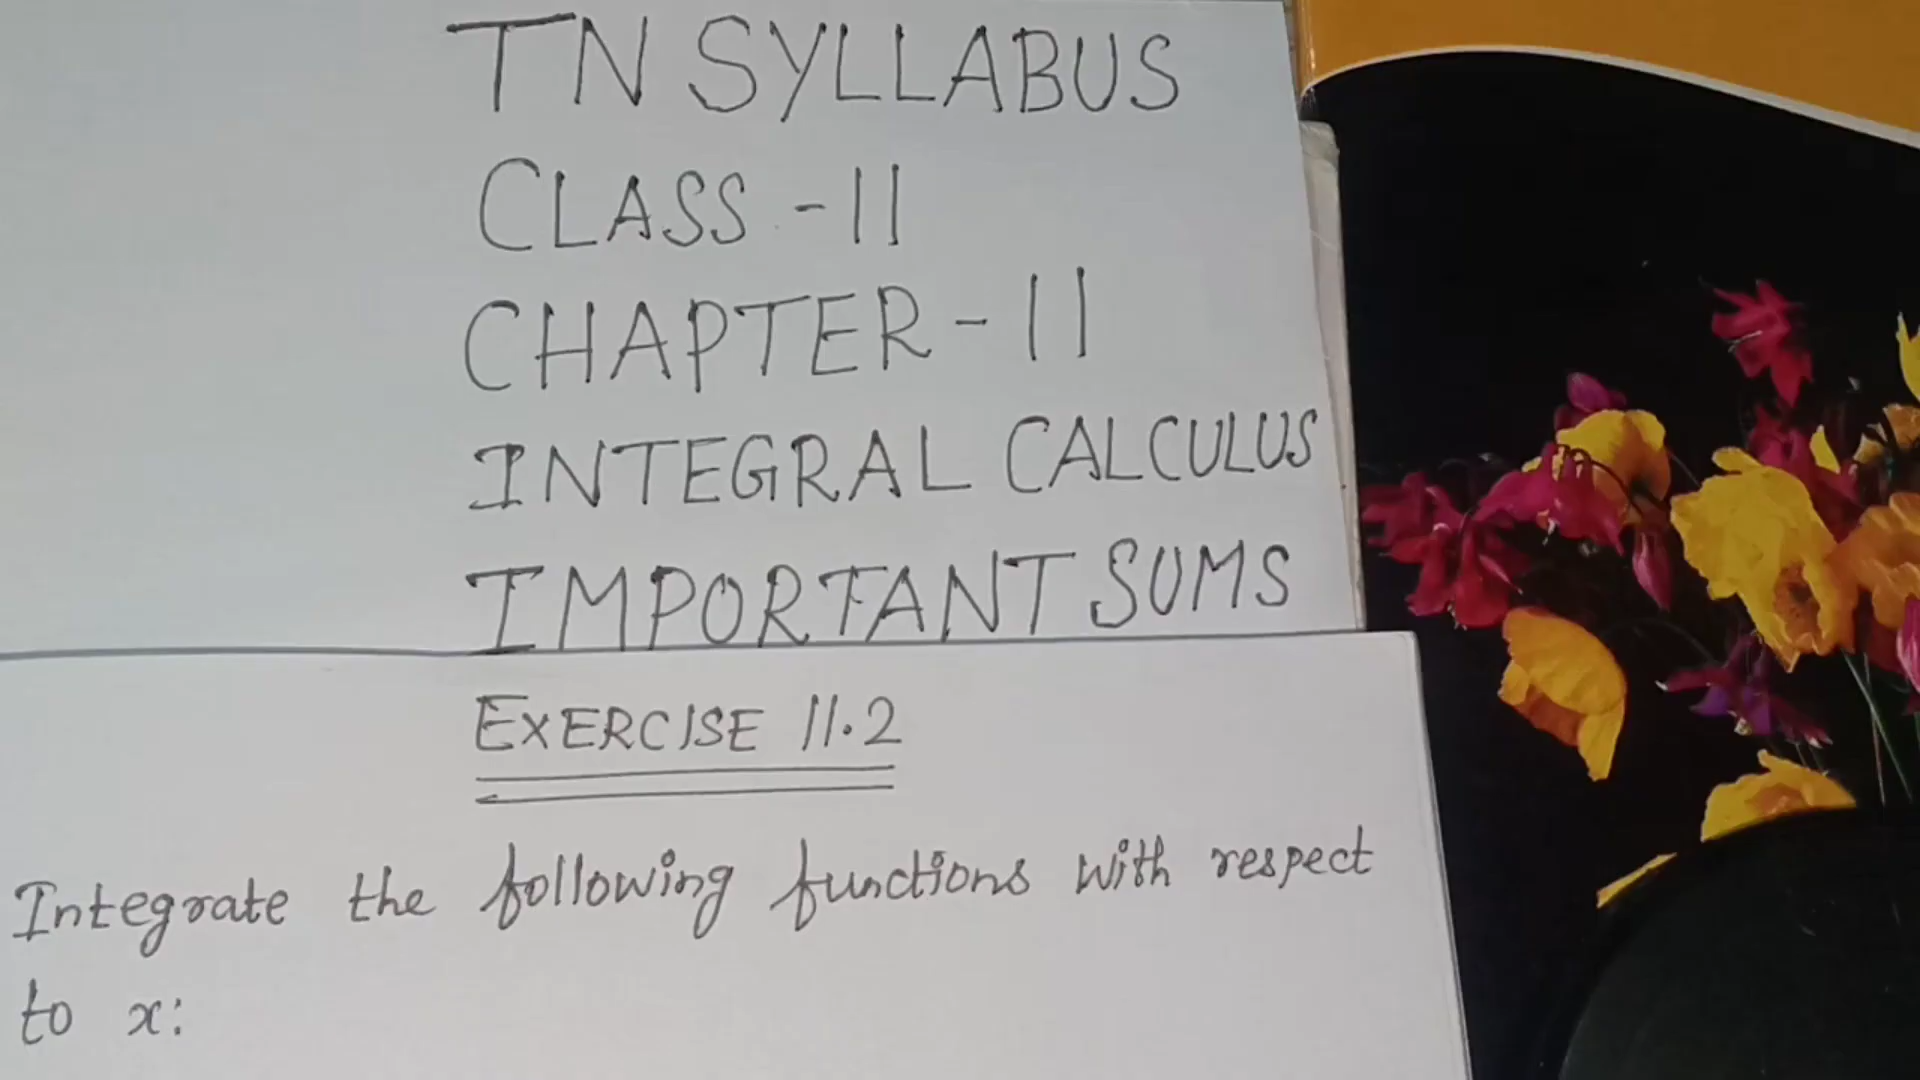 TN SYLLABUS
CLASS - 11
CHAPTER - 11
INTEGRAL CALCULUS
IMPORTANT SUMS
EXERCISE 11.2
Integrate the following functions with respect
to x: